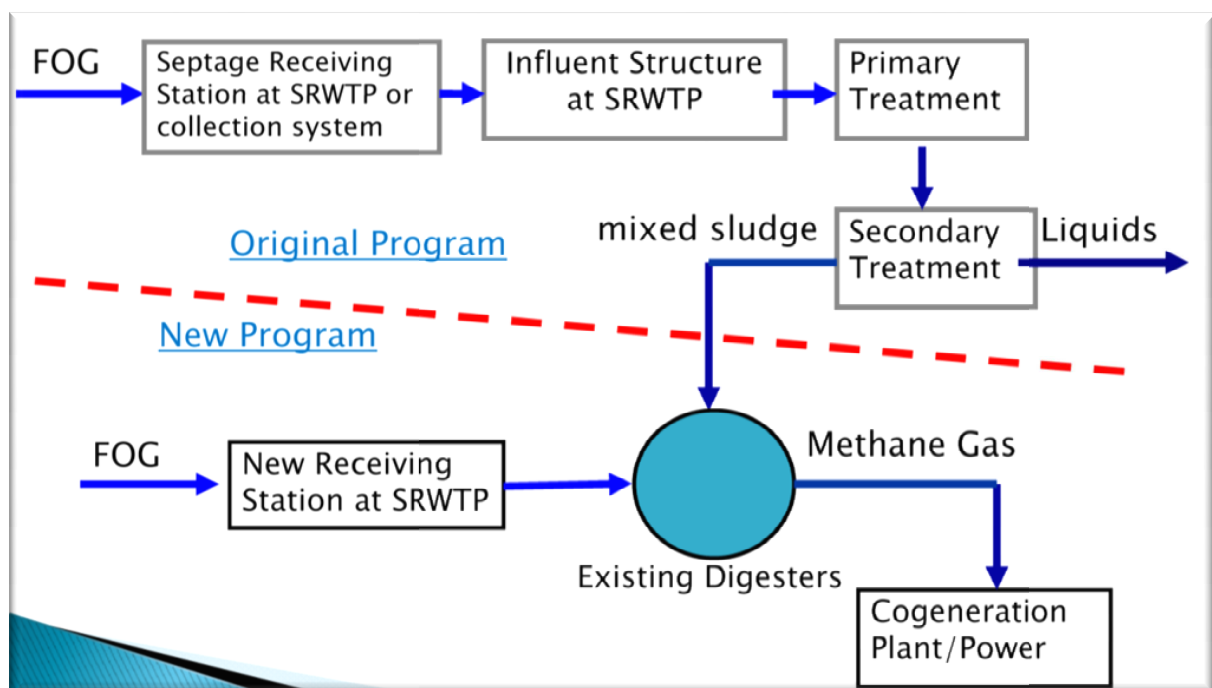 FOG
Septage Receiving
Station at SRWTP or
collection system
Influent Structure
at SRWTP
Primary
Treatment
mixed sludge
Secondary
Treatment
Liquids
Original Program
New Program
FOG
New Receiving
Station at SRWTP
Methane Gas
Existing Digesters
Cogeneration
Plant/Power